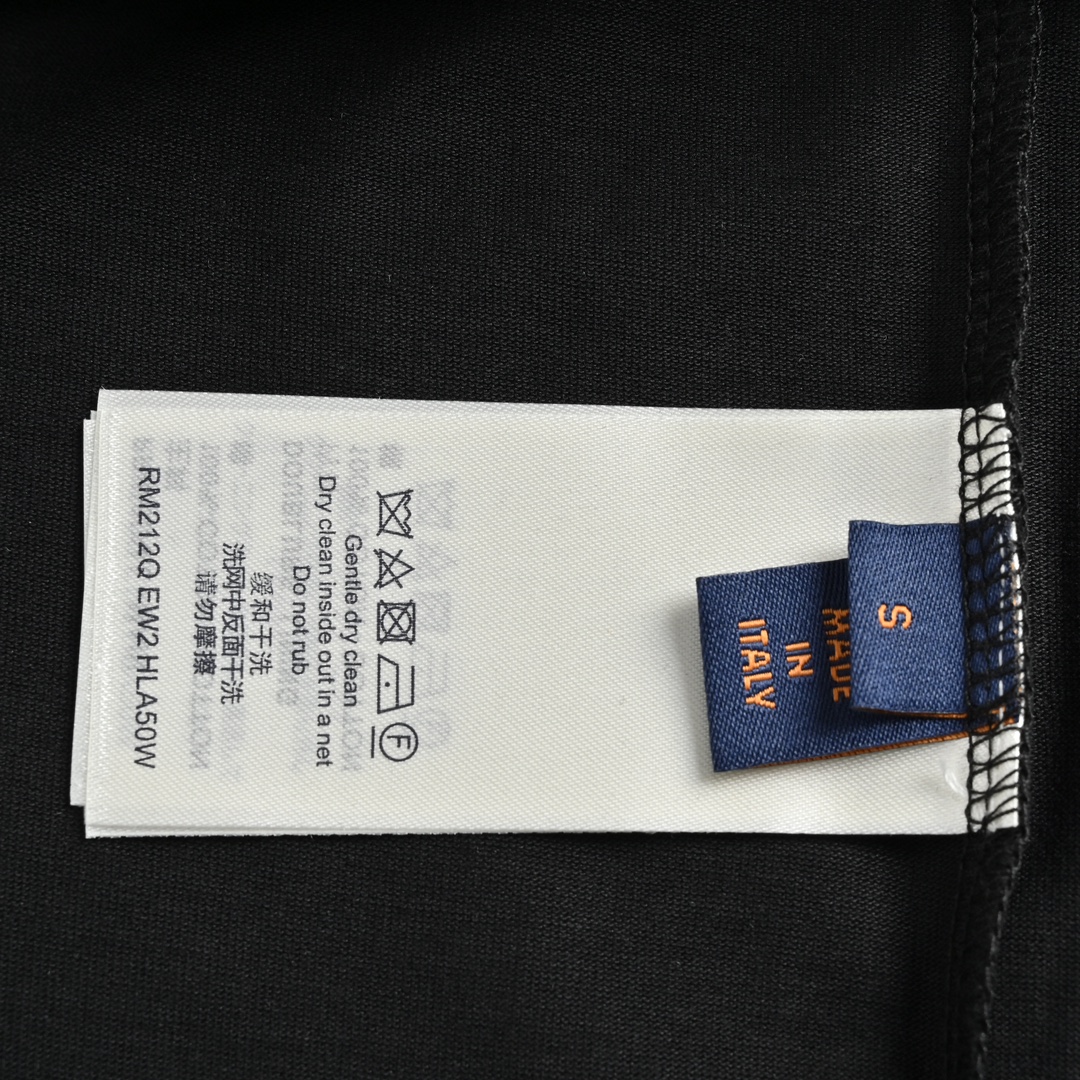 Gentle dry clean
Dry clean inside out in a net
Do not rub
缓和干洗
洗网中反面干洗
请勿摩擦
RM212Q EW2 HLA50W
S
MADE
IN
ITALY
F